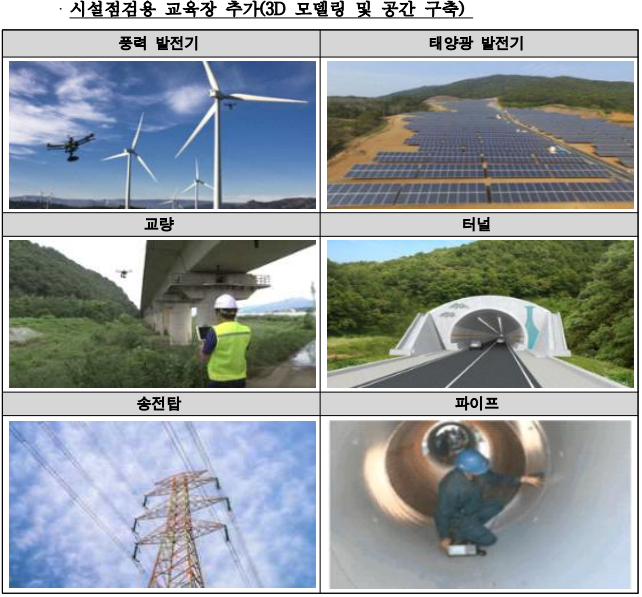 · 시설점검용 교육장 추가(3D 모델링 및 공간 구축)
풍력 발전기
태양광 발전기
교량
터널
송전탑
파이프